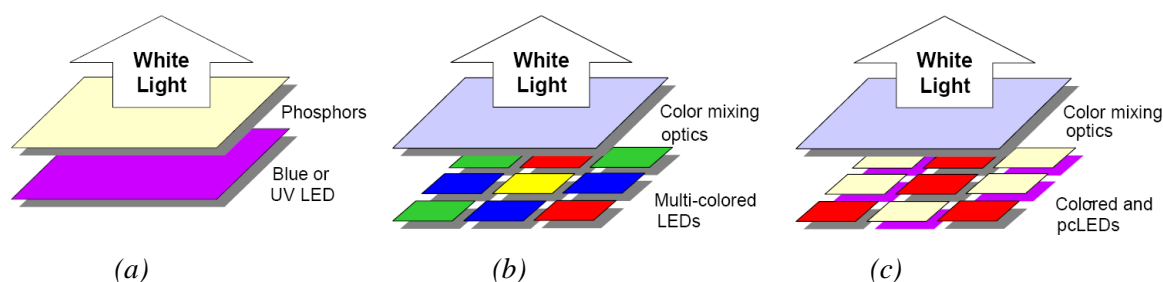 White
Light
Phosphors
Blue or
UV LED
(a)
White
Light
Color mixing
optics
Multi-colored
LEDs
(b)
White
Light
Color mixing
optics
Colored and
pcLEDs
(c)